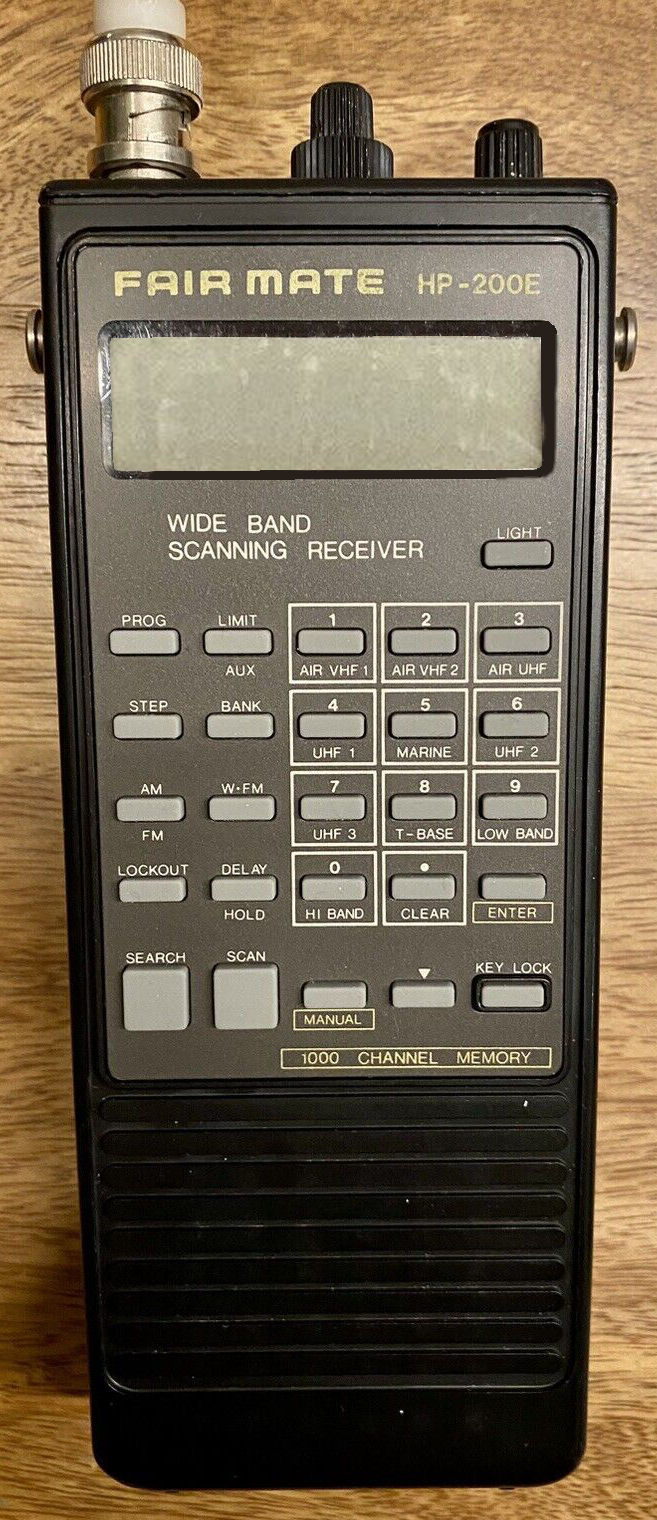 FAIR MATE HP-200E
WIDE BAND
SCANNING RECEIVER
LIGHT
PROG LIMIT 1 2 3
AUX AIR VHF 1 AIR VHF 2 AIR UHF
STEP BANK 4 5 6
UHF 1 MARINE UHF 2
AM W•FM 7 8 9
FM UHF 3 T-BASE LOW BAND
LOCKOUT DELAY 0 •
HOLD HI BAND CLEAR ENTER
SEARCH SCAN ▼ KEY LOCK
MANUAL
1000 CHANNEL MEMORY